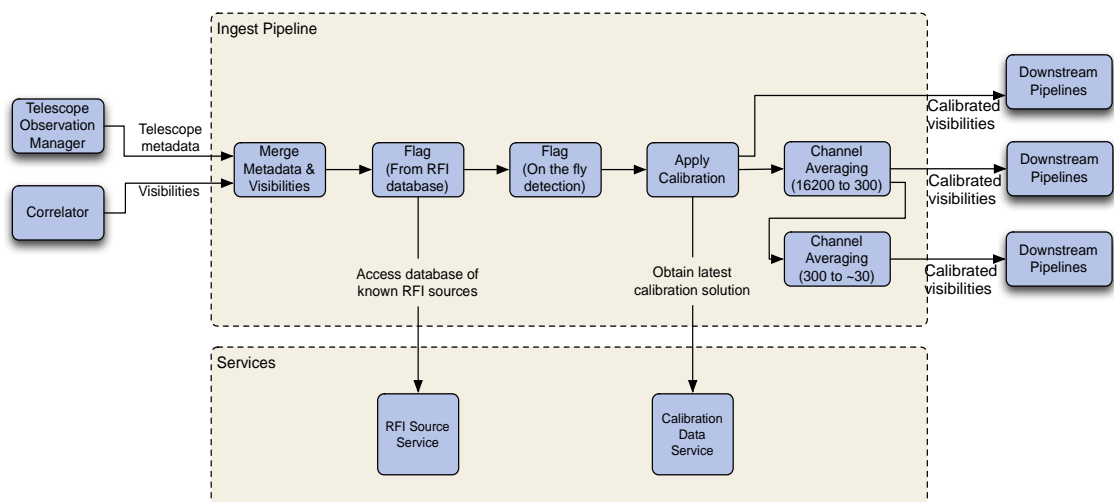 Ingest Pipeline
Telescope
Observation
Manager
Telescope
metadata
Correlator
Visibilities
Merge
Metadata &
Visibilities
Flag
(From RFI
database)
Flag
(On the fly
detection)
Apply
Calibration
Channel
Averaging
(16200 to 300)
Channel
Averaging
(300 to ~30)
Calibrated
visibilities
Downstream
Pipelines
Calibrated
visibilities
Downstream
Pipelines
Calibrated
visibilities
Downstream
Pipelines
Access database of
known RFI sources
Obtain latest
calibration solution
Services
RFI Source
Service
Calibration
Data
Service